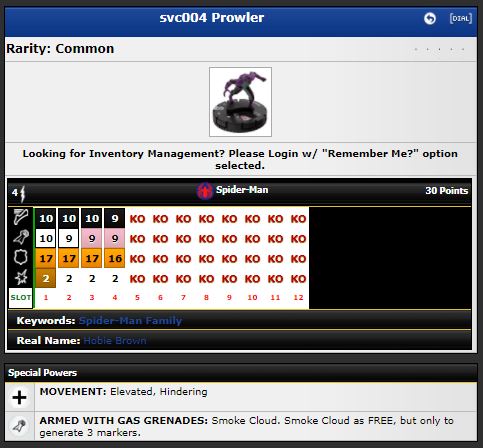 svc004 Prowler
[DIAL]
Rarity: Common
Looking for Inventory Management? Please Login w/ "Remember Me?" option
selected.
4 Spider-Man 30 Points
10 10 10 9 KO KO KO KO KO KO KO KO
10 9 9 9 KO KO KO KO KO KO KO KO
17 17 17 16 KO KO KO KO KO KO KO KO
2 2 2 2 KO KO KO KO KO KO KO KO
SLOT 1 2 3 4 5 6 7 8 9 10 11 12
Keywords: Spider-Man Family
Real Name: Hobie Brown
Special Powers
MOVEMENT: Elevated, Hindering
ARMED WITH GAS GRENADES: Smoke Cloud. Smoke Cloud as FREE, but only to
generate 3 markers.